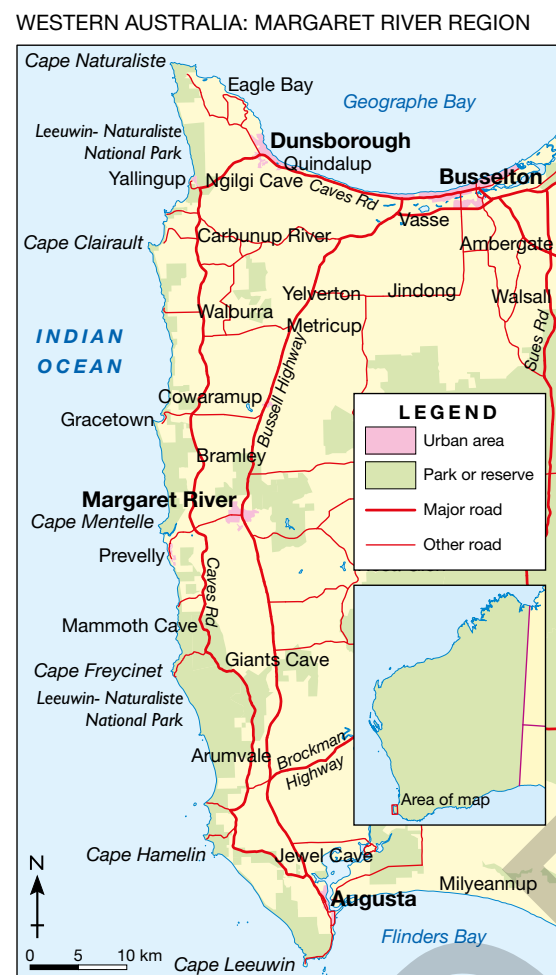 WESTERN AUSTRALIA: MARGARET RIVER REGION
Cape Naturaliste
Eagle Bay
Geographe Bay
Leeuwin- Naturaliste
National Park
Dunsborough
Quindalup
Busselton
Yallingup
Ngilgi Cave
Caves Rd
Vasse
Cape Clairault
Carbunup River
Ambergate
Yelverton
Jindong
Walsall
Walburra
Metricup
INDIAN
OCEAN
Sues Rd
Bussell Highway
Cowaramup
Gracetown
Bramley
LEGEND
Urban area
Park or reserve
Major road
Other road
Margaret River
Cape Mentelle
Prevelly
Caves Rd
Mammoth Cave
Cape Freycinet
Giants Cave
Leeuwin- Naturaliste
National Park
Arumvale
Brockman
Highway
Area of map
Cape Hamelin
Jewel Cave
N
Augusta
Milyeannup
Flinders Bay
0 5 10 km
Cape Leeuwin